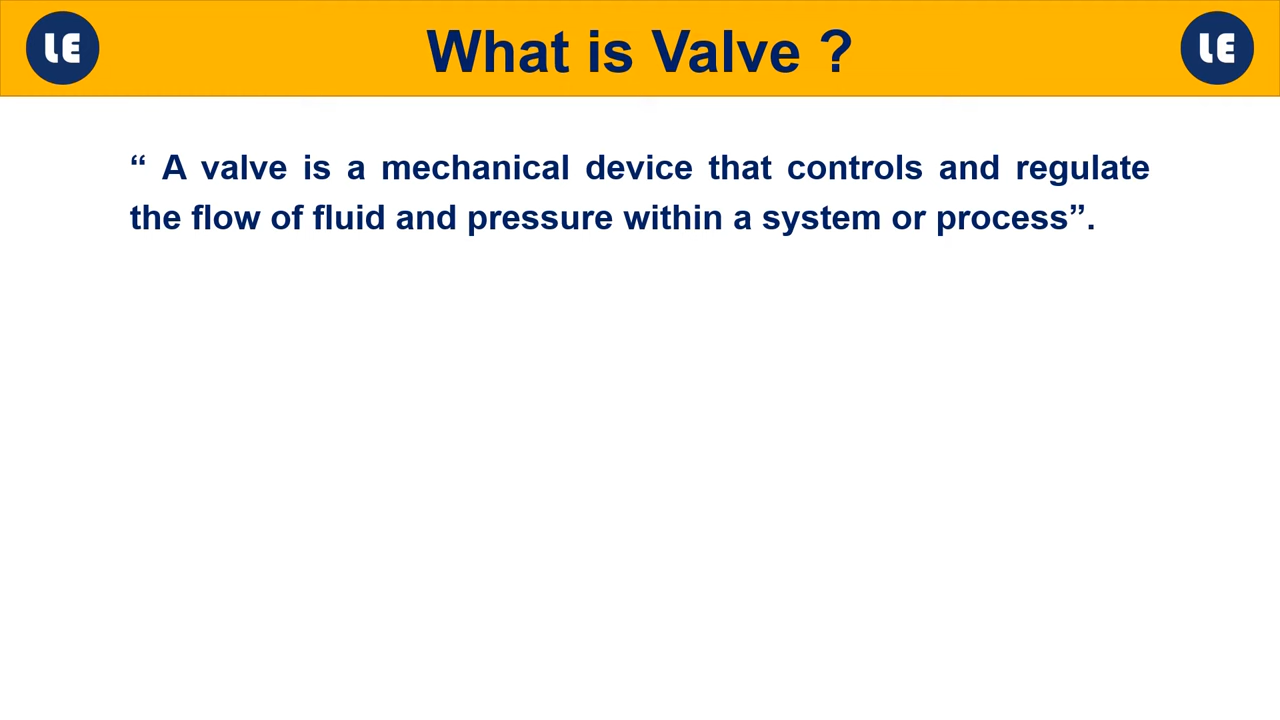 LE
What is Valve ?
LE
“ A valve is a mechanical device that controls and regulate
the flow of fluid and pressure within a system or process”.